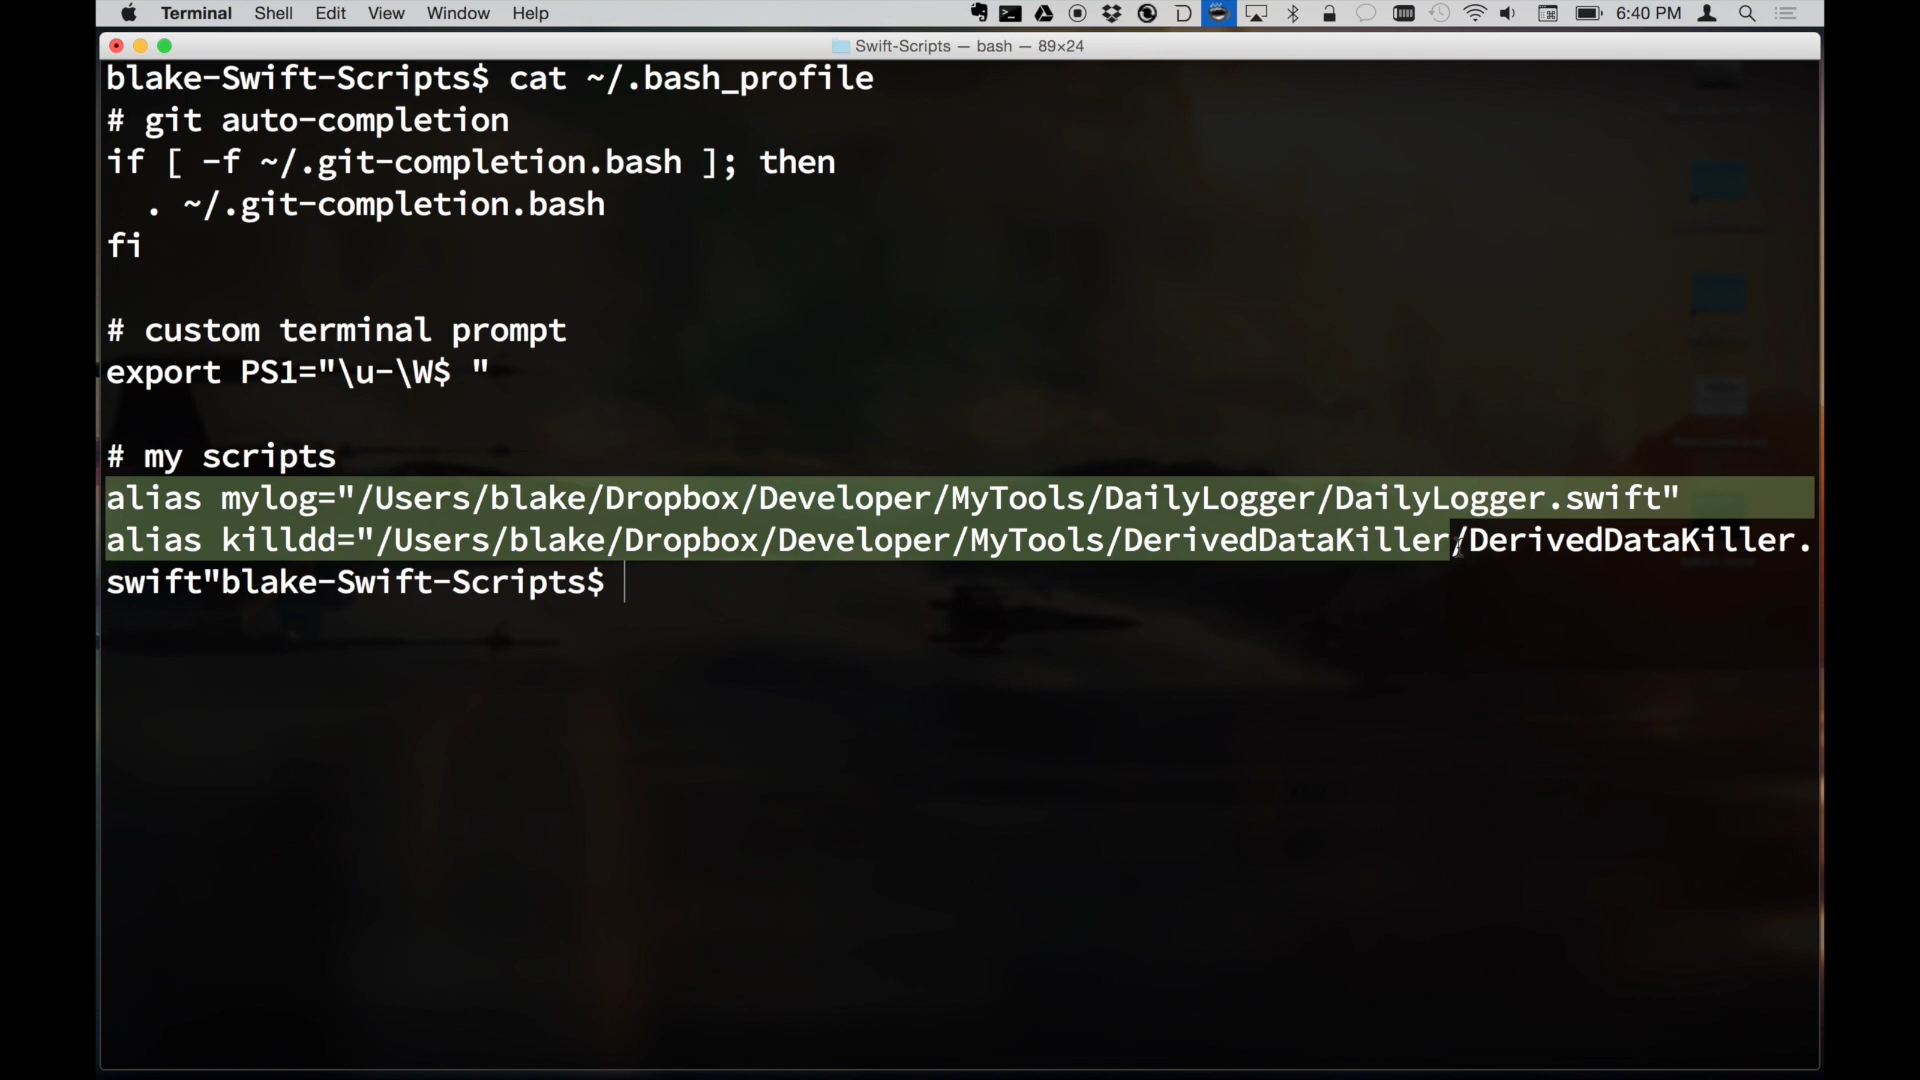 Terminal Shell Edit View Window Help 6:40 PM
Swift-Scripts — bash — 89×24
blake-Swift-Scripts$ cat ~/.bash_profile
# git auto-completion
if [ -f ~/.git-completion.bash ]; then
  . ~/.git-completion.bash
fi
# custom terminal prompt
export PS1="\u-\W$ "
# my scripts
alias mylog="/Users/blake/Dropbox/Developer/MyTools/DailyLogger/DailyLogger.swift"
alias killdd="/Users/blake/Dropbox/Developer/MyTools/DerivedDataKiller/DerivedDataKiller.
swift"blake-Swift-Scripts$